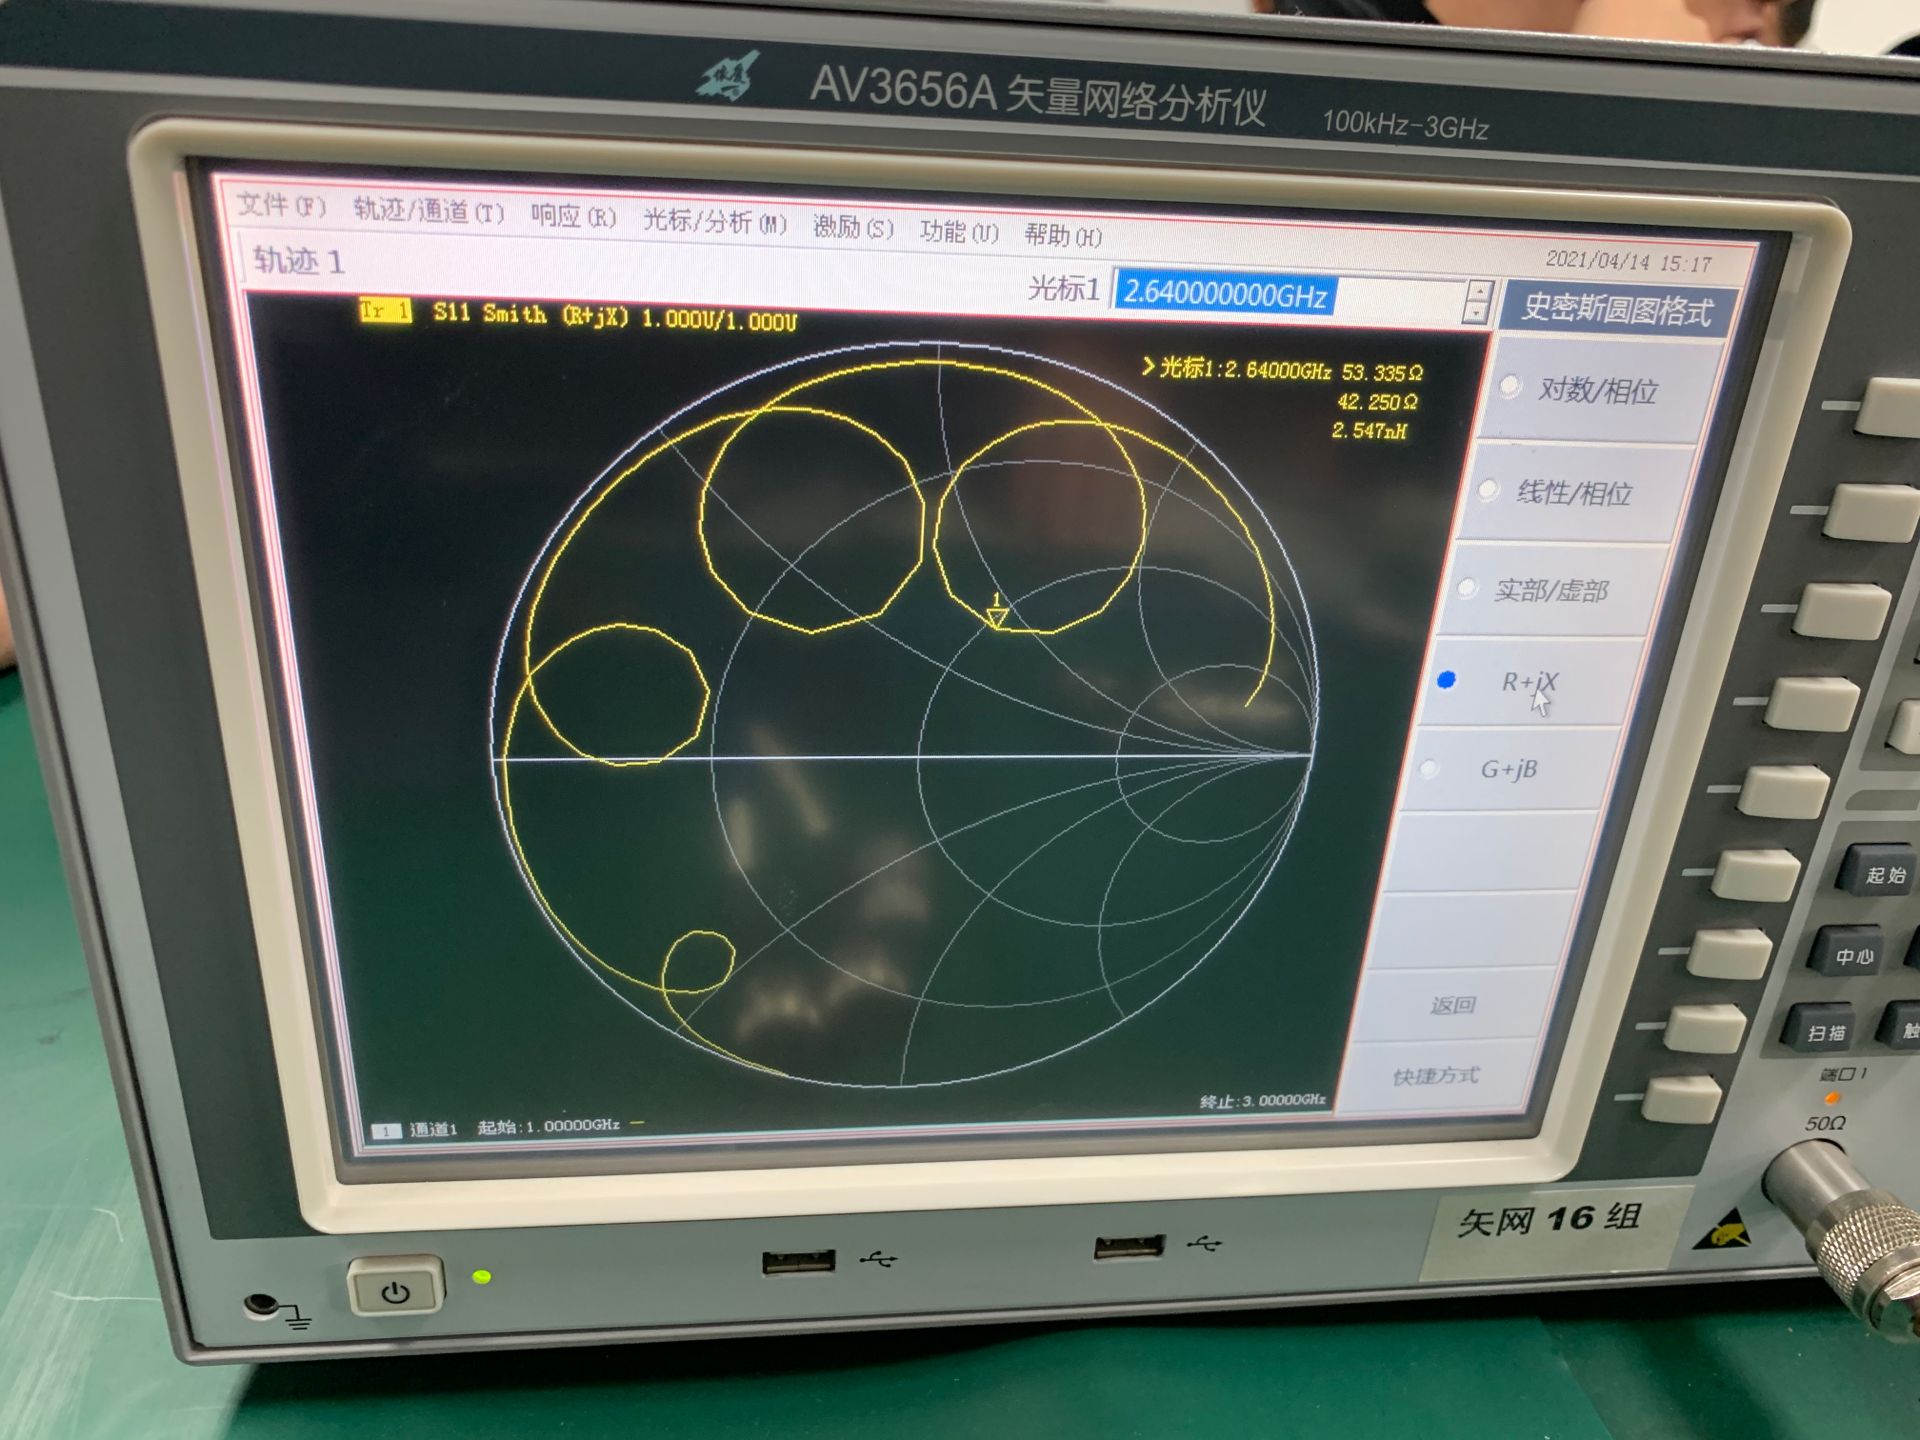 依爱
AV3656A 矢量网络分析仪 100kHz-3GHz
文件(F) 轨迹/通道(T) 响应(R) 光标/分析(M) 激励(S) 功能(U) 帮助(H)
2021/04/14 15:17
轨迹 1
光标1 2.640000000GHz
史密斯圆图格式
Tr 1 S11 Smith (R+jX) 1.000U/1.000U
>光标1:2.64000GHz 53.335Ω
42.250Ω
2.547nH
对数/相位
线性/相位
实部/虚部
R+jX
G+jB
返回
快捷方式
1
1 通道1 起始:1.00000GHz
终止:3.00000GHz
起始
中心
扫描
触
端口1
50Ω
矢网 16 组